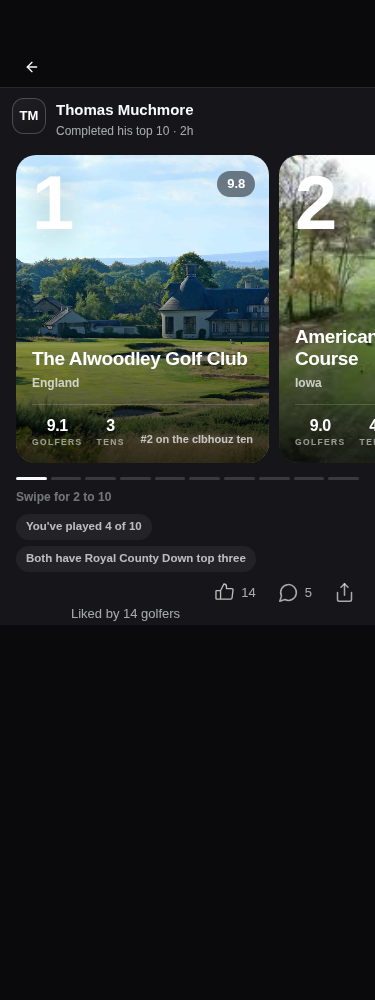 TM
Thomas Muchmore
Completed his top 10 · 2h
1
9.8
The Alwoodley Golf Club
England
9.1
GOLFERS
3
TENS
#2 on the clbhouz ten
2
American
Course
Iowa
9.0
GOLFERS
4
TEN
Swipe for 2 to 10
You've played 4 of 10
Both have Royal County Down top three
14
5
Liked by 14 golfers